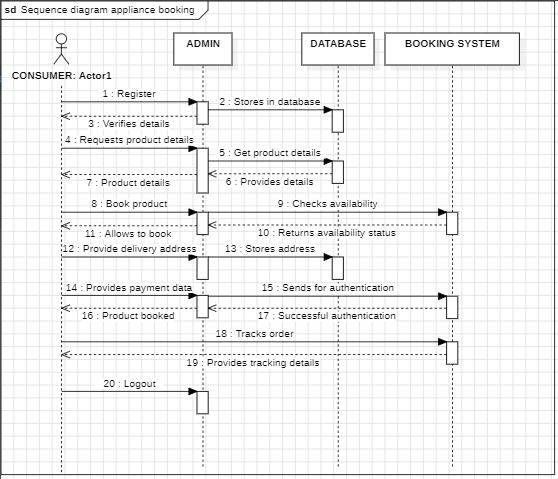 sd Sequence diagram appliance booking
ADMIN
DATABASE
BOOKING SYSTEM
CONSUMER: Actor1
1 : Register
2 : Stores in database
3 : Verifies details
4 : Requests product details
5 : Get product details
6 : Provides details
7 : Product details
8 : Book product
9 : Checks availability
10 : Returns availability status
11 : Allows to book
12 : Provide delivery address
13 : Stores address
14 : Provides payment data
15 : Sends for authentication
16 : Product booked
17 : Successful authentication
18 : Tracks order
19 : Provides tracking details
20 : Logout